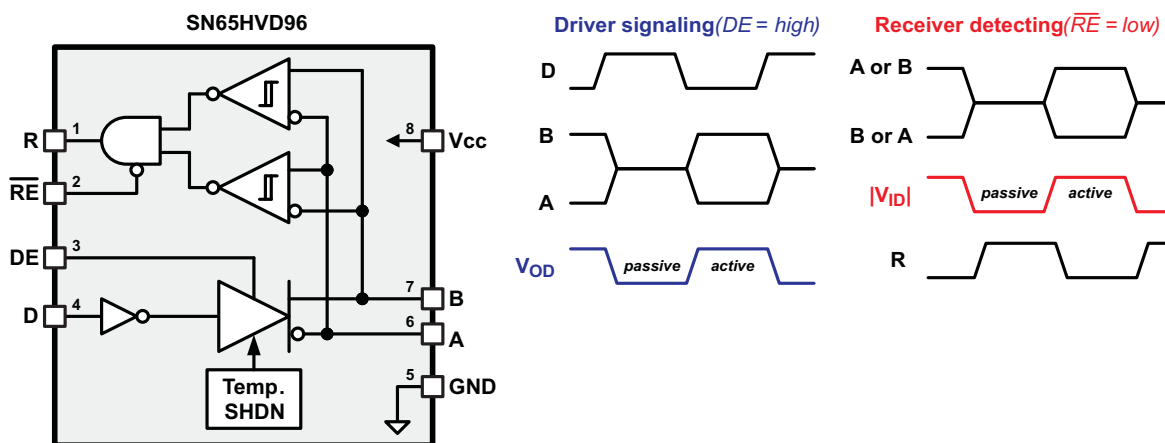 SN65HVD96
R
1
RE
2
DE
3
D
4
8
Vcc
7
B
6
A
5
GND
Temp.
SHDN
Driver signaling(DE = high)
D
B
A
VOD
passive
active
Receiver detecting(RE = low)
A or B
B or A
|VID|
passive
active
R